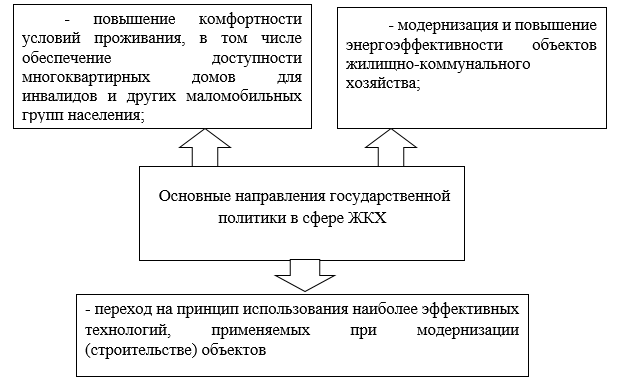 - повышение комфортности
условий проживания, в том числе
обеспечение доступности
многоквартирных домов для
инвалидов и других маломобильных
групп населения;
- модернизация и повышение
энергоэффективности объектов
жилищно-коммунального
хозяйства;
Основные направления государственной
политики в сфере ЖКХ
- переход на принцип использования наиболее эффективных
технологий, применяемых при модернизации
(строительстве) объектов